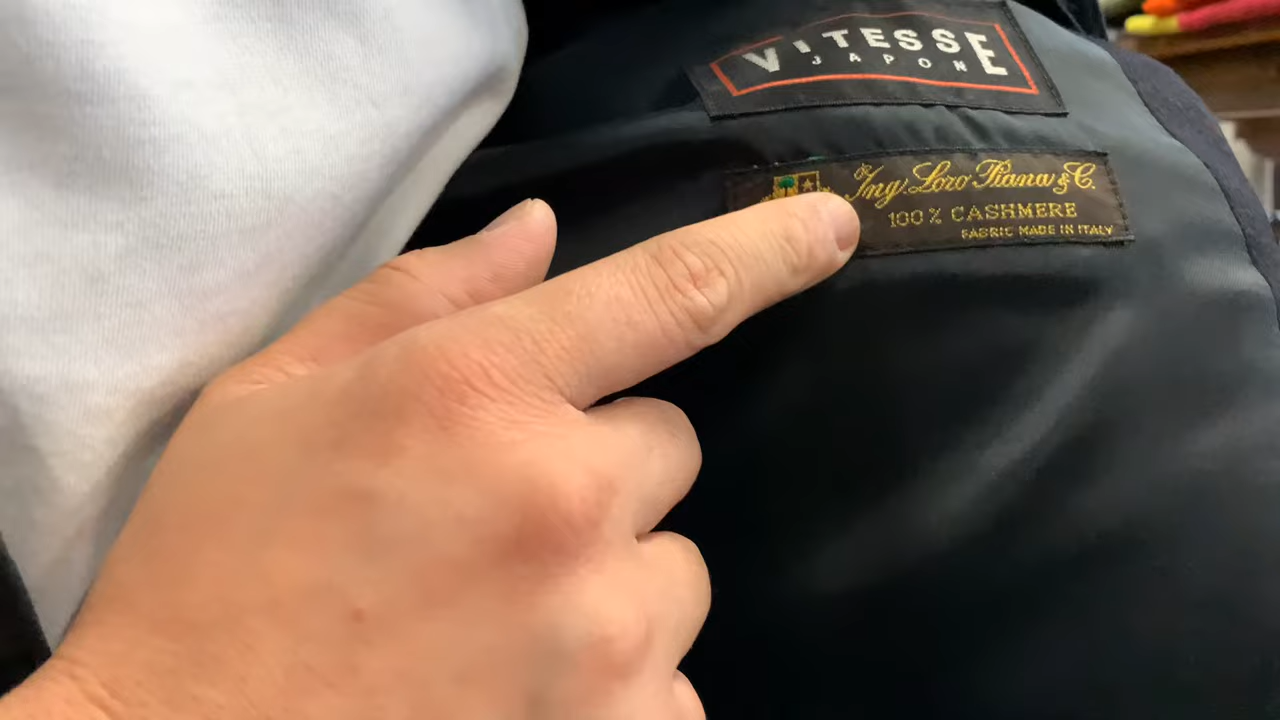 VITESSE
JAPON
Ing. Loro Piana & C.
100% CASHMERE
FABRIC MADE IN ITALY